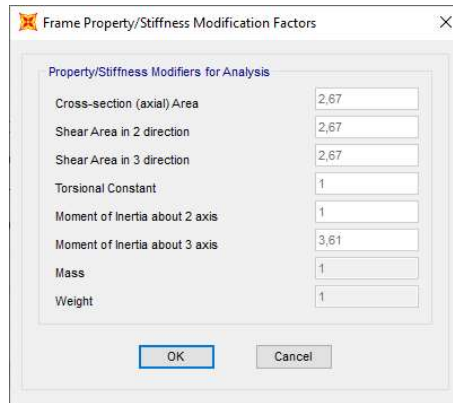 Frame Property/Stiffness Modification Factors
Property/Stiffness Modifiers for Analysis
Cross-section (axial) Area 2,67
Shear Area in 2 direction 2,67
Shear Area in 3 direction 2,67
Torsional Constant 1
Moment of Inertia about 2 axis 1
Moment of Inertia about 3 axis 3,61
Mass 1
Weight 1
OK Cancel